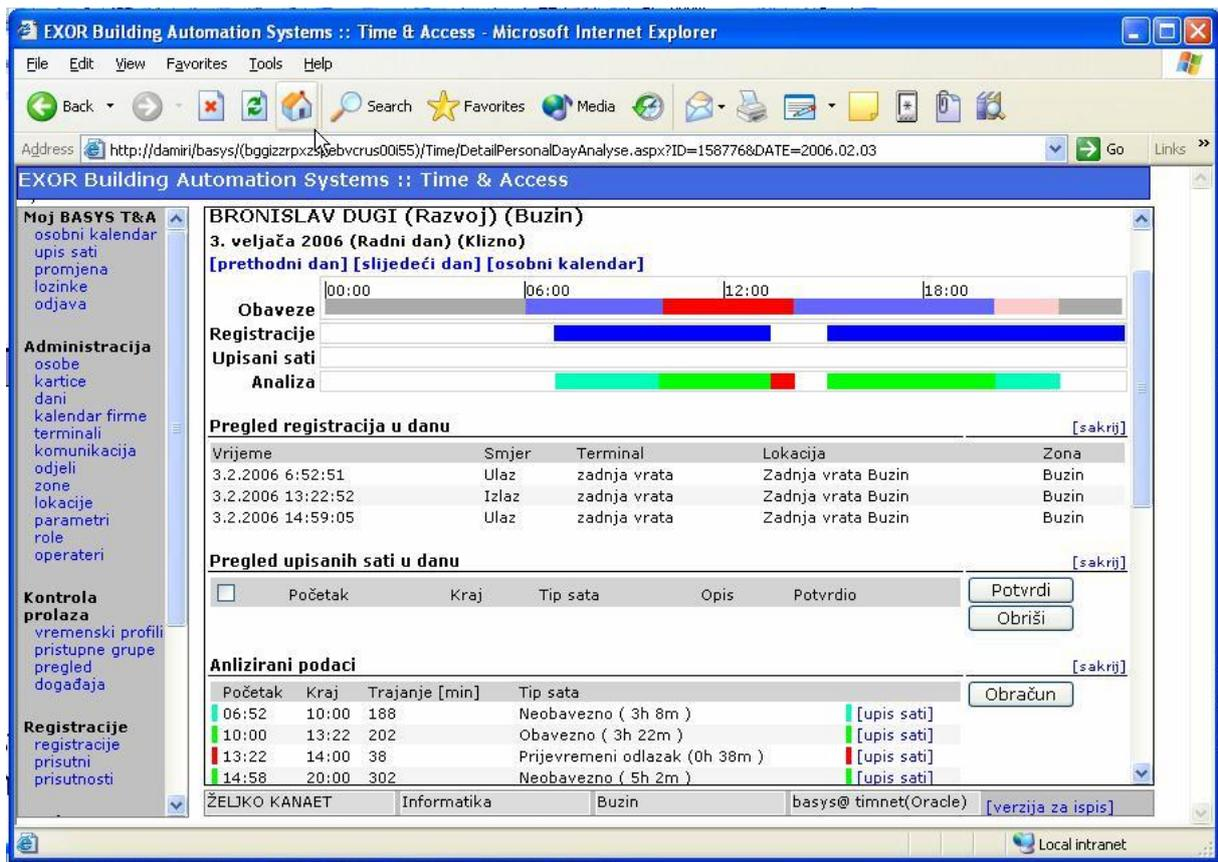 EXOR Building Automation Systems :: Time & Access - Microsoft Internet Explorer
File Edit View Favorites Tools Help
Back Search Favorites Media
Address http://damiri/basys/ /Time/DetailPersonalDayAnalyse.aspx?ID=158776&DATE=2006.02.03 Go Links »
EXOR Building Automation Systems :: Time & Access
Moj BASYS T&A
osobni kalendar
upis sati
promjena
lozinke
odjava
Administracija
osobe
kartice
dani
kalendar firme
terminali
komunikacija
odjeli
zone
lokacije
parametri
role
operateri
Kontrola
prolaza
vremenski profili
pristupne grupe
pregled
događaja
Registracije
registracije
prisutni
prisutnosti
BRONISLAV DUGI (Razvoj) (Buzin)
3. veljača 2006 (Radni dan) (Klizno)
[prethodni dan] [slijedeći dan] [osobni kalendar]
00:00 06:00 12:00 18:00
Obaveze
Registracije
Upisani sati
Analiza
Pregled registracija u danu [sakrij]
Vrijeme Smjer Terminal Lokacija Zona
3.2.2006 6:52:51 Ulaz zadnja vrata Zadnja vrata Buzin Buzin
3.2.2006 13:22:52 Izlaz zadnja vrata Zadnja vrata Buzin Buzin
3.2.2006 14:59:05 Ulaz zadnja vrata Zadnja vrata Buzin Buzin
Pregled upisanih sati u danu [sakrij]
Početak Kraj Tip sata Opis Potvrdio Potvrdi
Obriši
Anlizirani podaci [sakrij]
Početak Kraj Trajanje [min] Tip sata Obračun
06:52 10:00 188 Neobavezno ( 3h 8m ) [upis sati]
10:00 13:22 202 Obavezno ( 3h 22m ) [upis sati]
13:22 14:00 38 Prijevremeni odlazak (0h 38m ) [upis sati]
14:58 20:00 302 Neobavezno ( 5h 2m ) [upis sati]
ŽELJKO KANAET Informatika Buzin basys@ timnet(Oracle) [verzija za ispis]
Local intranet